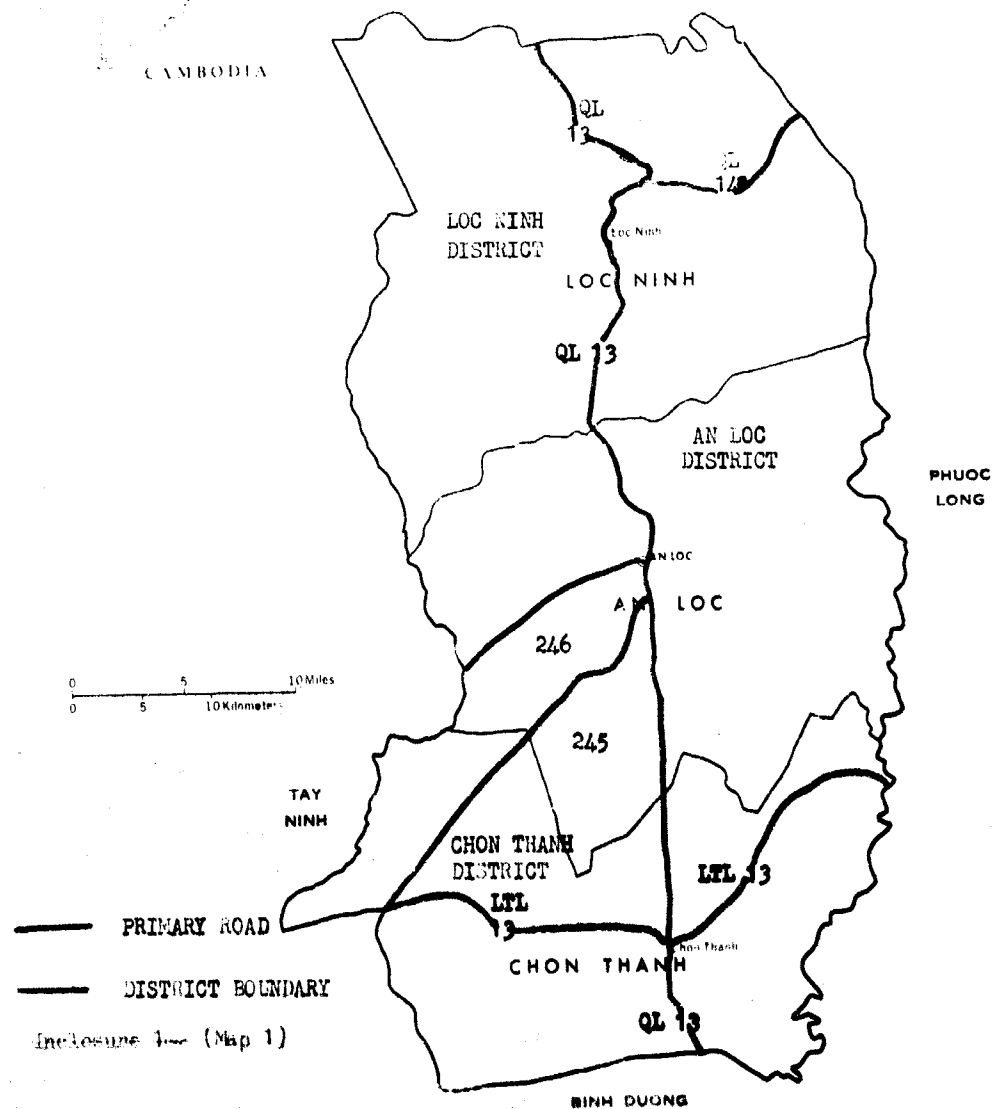 CAMBODIA
QL
13
14
LOC NINH
DISTRICT
Loc Ninh
LOC NINH
QL 13
AN LOC
DISTRICT
PHUOC
LONG
AN LOC
AN LOC
246
0 5 10 Miles
0 5 10 Kilometers
245
TAY
NINH
CHON THANH
DISTRICT
LTL 13
LTL
13
PRIMARY ROAD
Chon Thanh
CHON THANH
DISTRICT BOUNDARY
QL 13
Inclosure (Map 1)
BINH DUONG